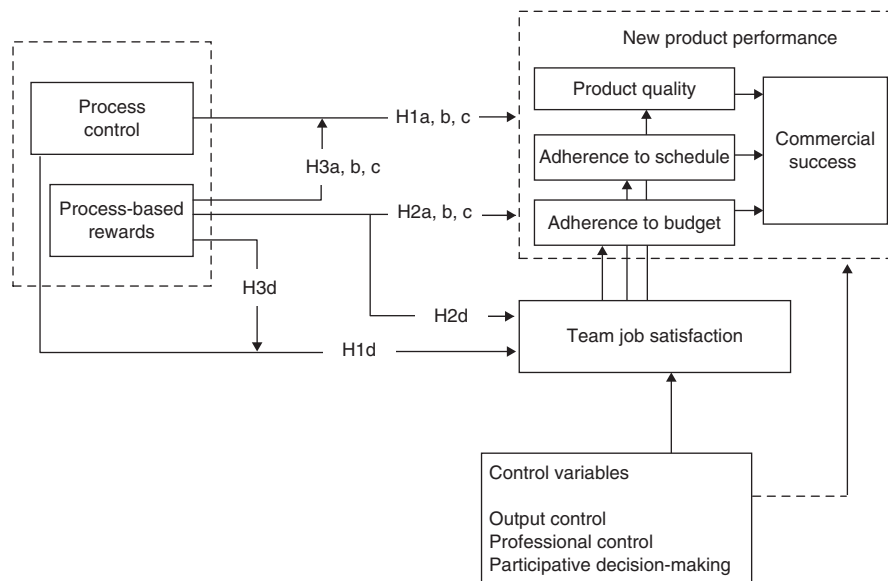 New product performance
Process
control
Product quality
H1a, b, c
Commercial
success
Adherence to schedule
H3a, b, c
Process-based
rewards
H2a, b, c
Adherence to budget
H3d
H2d
Team job satisfaction
H1d
Control variables
Output control
Professional control
Participative decision-making